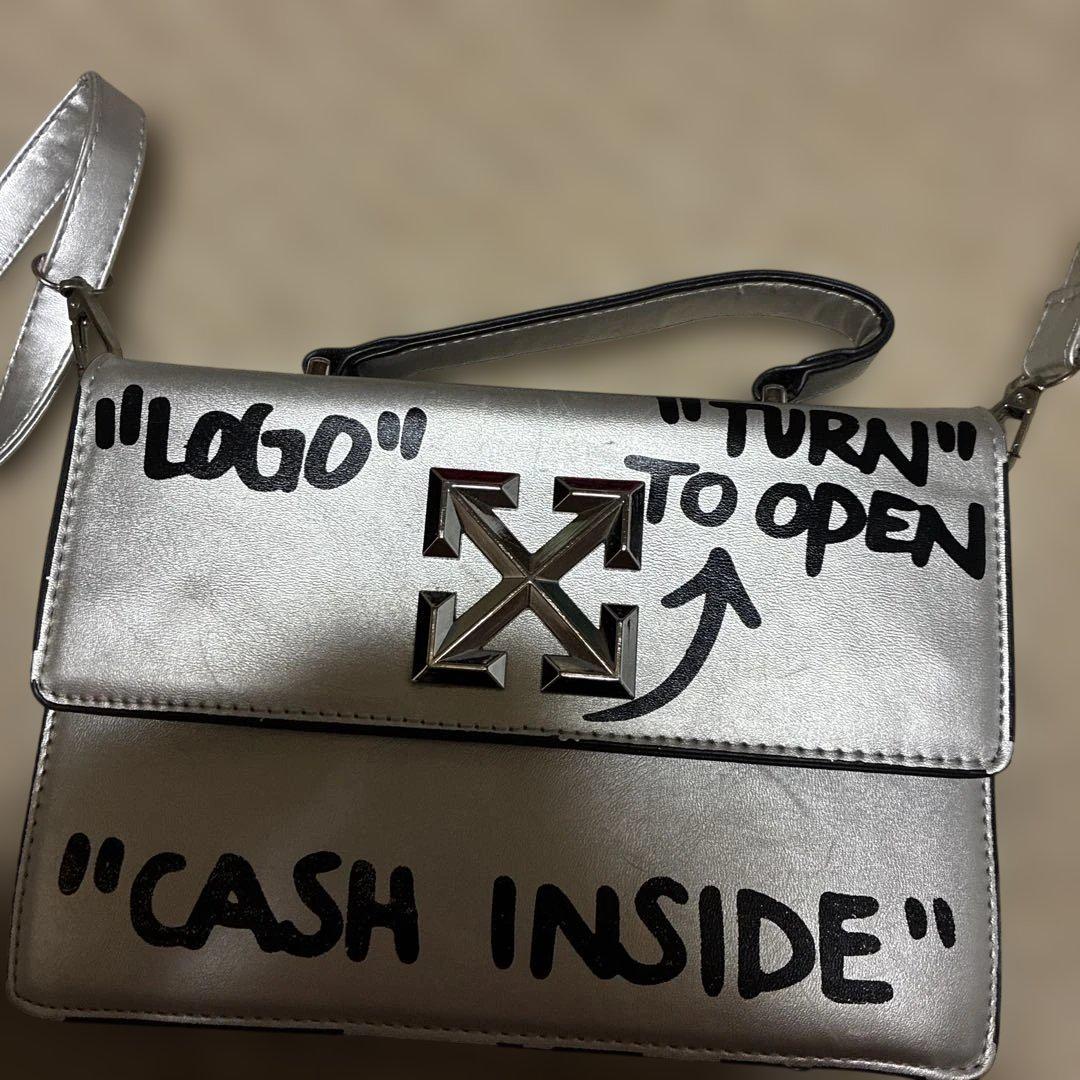 "LOGO"
"TURN"
TO OPEN
"CASH INSIDE"